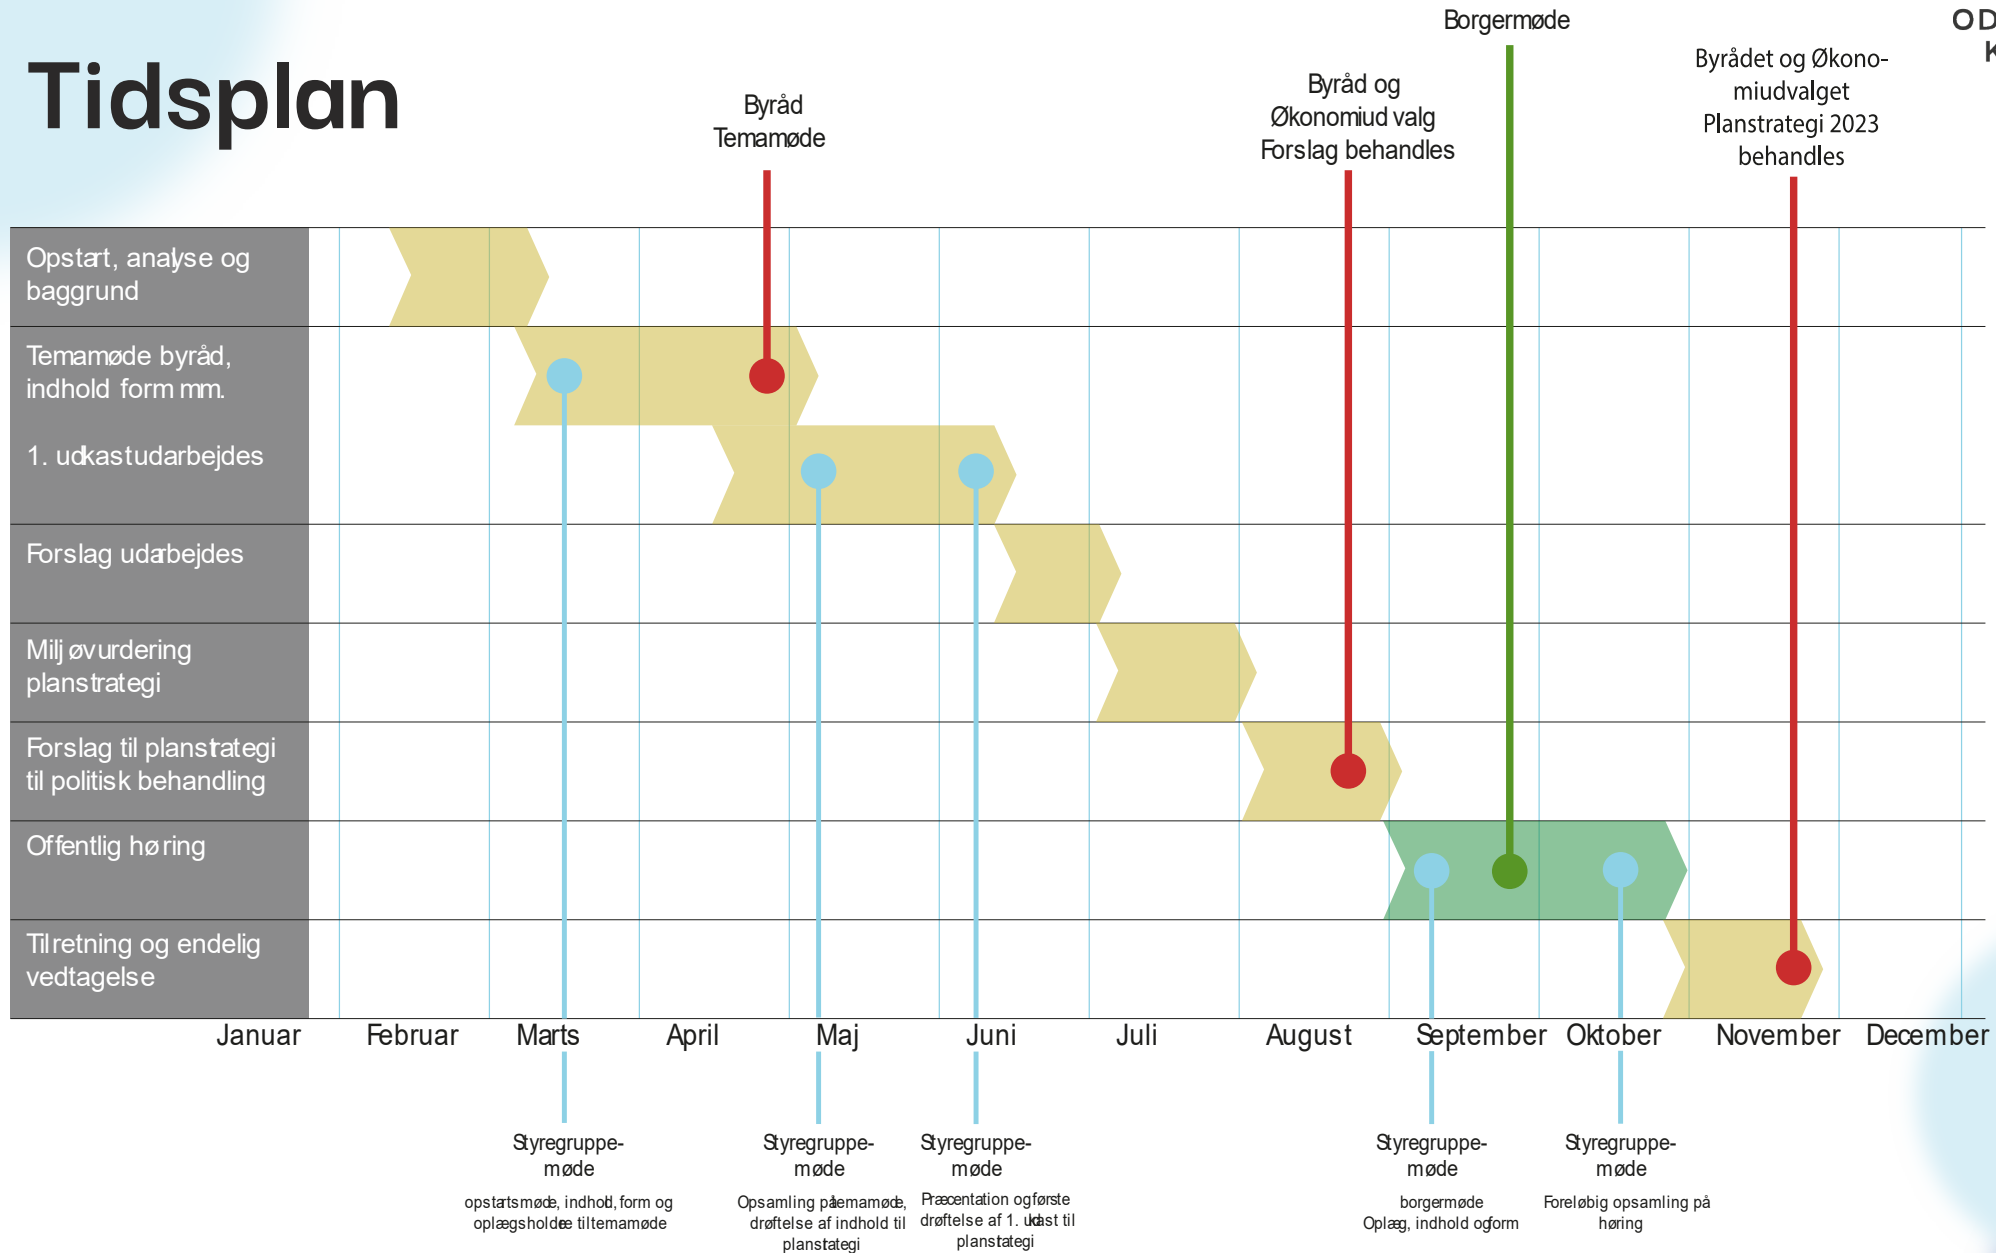 Tidsplan
Borgermøde
OD
K
Byråd
Temamøde
Byråd og
Økonomiud valg
Forslag behandles
Byrådet og Økono-
miudvalget
Planstrategi 2023
behandles
Opstart, analyse og
baggrund
Temamøde byråd,
indhold form mm.
1. udkast udarbejdes
Forslag udarbejdes
Miljøvurdering
planstrategi
Forslag til planstrategi
til politisk behandling
Offentlig høring
Tilretning og endelig
vedtagelse
Januar Februar Marts April Maj Juni Juli August September Oktober November December
Styregruppe-
møde
opstartsmøde, indhold, form og
oplægsholdere til temamøde
Styregruppe-
møde
Opsamling på temamøde,
drøftelse af indhold til
planstrategi
Styregruppe-
møde
Præcentation og første
drøftelse af 1. udkast til
planstrategi
Styregruppe-
møde
borgermøde
Oplæg, indhold og form
Styregruppe-
møde
Foreløbig opsamling på
høring